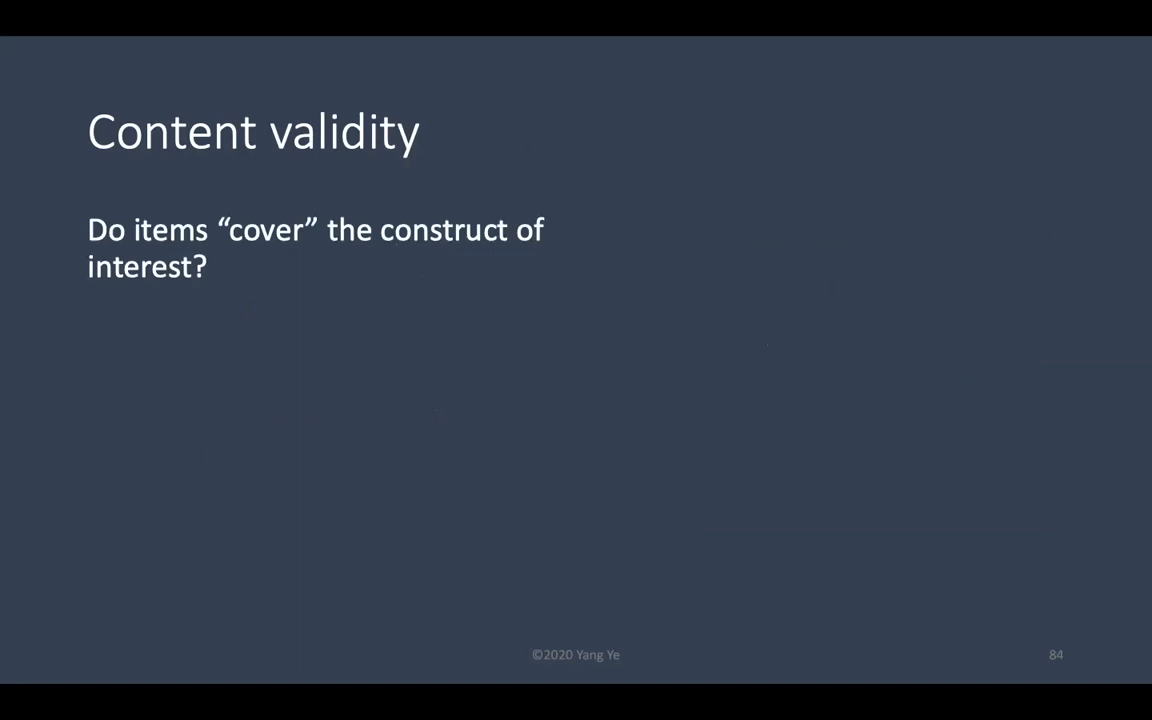 Content validity
Do items “cover” the construct of
interest?
©2020 Yang Ye
84